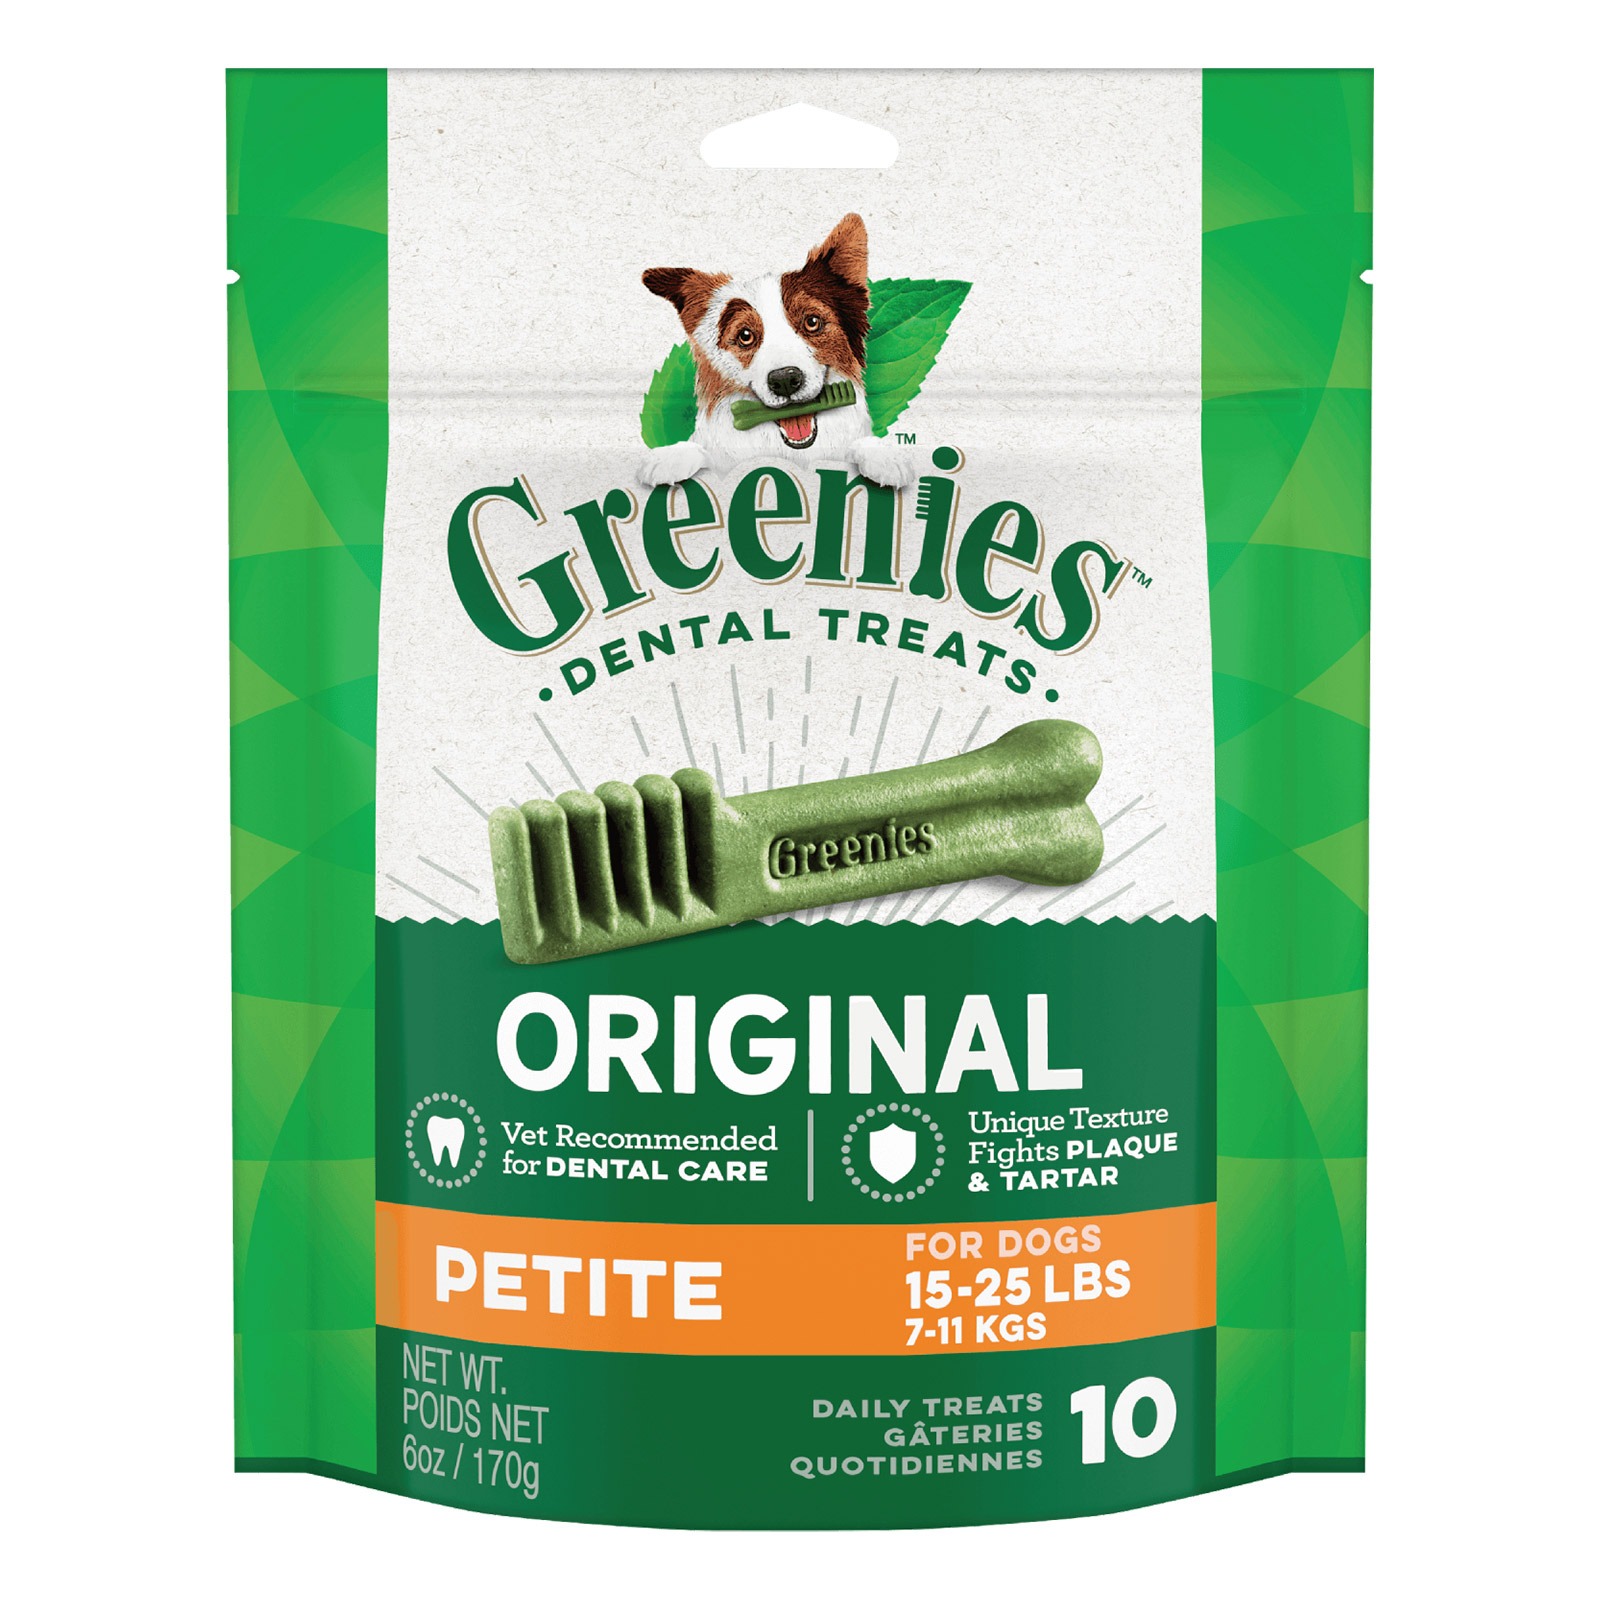 Greenies™
™
• DENTAL TREATS •
Greenies
ORIGINAL
Vet Recommended
for DENTAL CARE
Unique Texture
Fights PLAQUE
& TARTAR
PETITE
FOR DOGS
15-25 LBS
7-11 KGS
NET WT.
POIDS NET
6oz / 170g
DAILY TREATS
GÂTERIES
QUOTIDIENNES
10